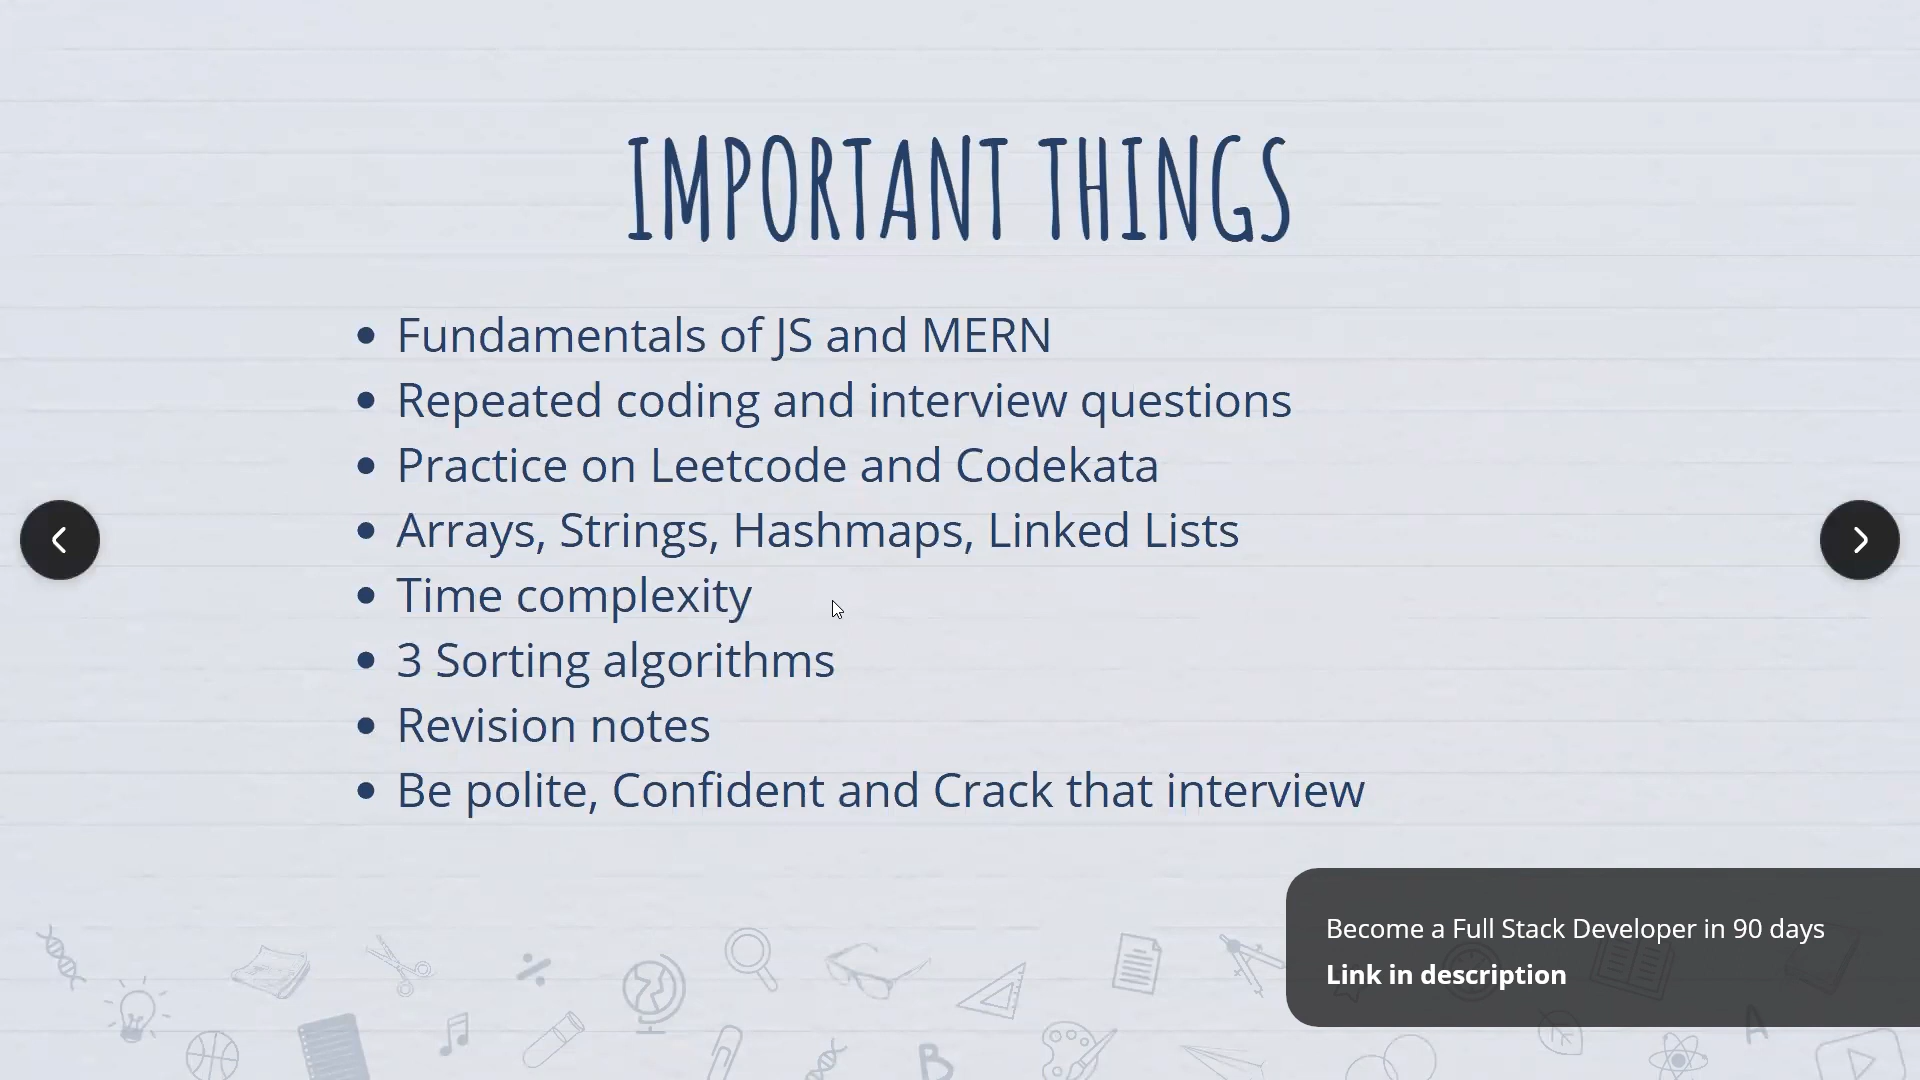 IMPORTANT THINGS
Fundamentals of JS and MERN
Repeated coding and interview questions
Practice on Leetcode and Codekata
Arrays, Strings, Hashmaps, Linked Lists
Time complexity
3 Sorting algorithms
Revision notes
Be polite, Confident and Crack that interview
Become a Full Stack Developer in 90 days
Link in description
A
B